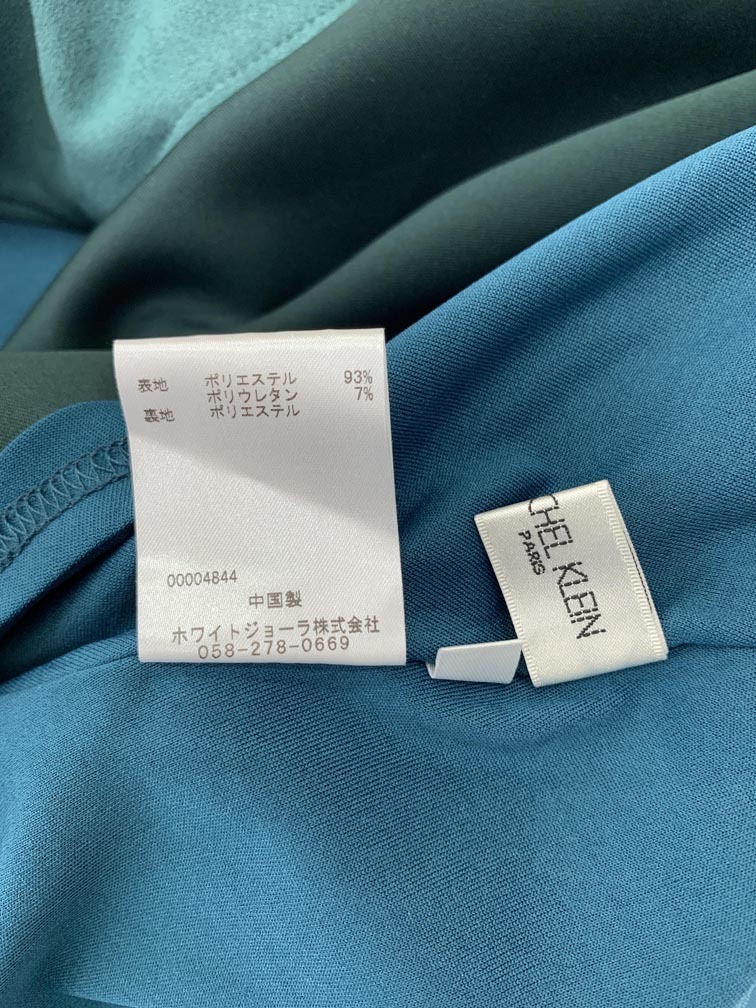 表地 ポリエステル 93%
ポリウレタン 7%
裏地 ポリエステル
00004844
中国製
ホワイトジョーラ株式会社
058-278-0669
CHEL KLEIN
PARIS